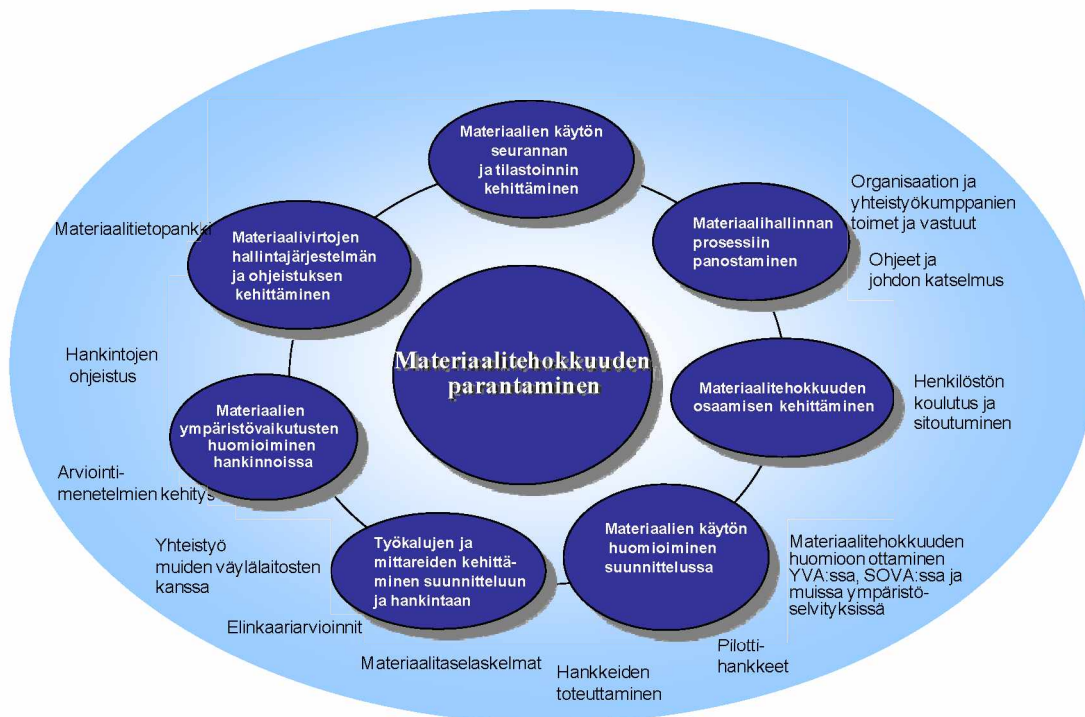 Materiaalien käytön
seurannan
ja tilastoinnin
kehittäminen
Organisaation ja
yhteistyökumppanien
toimet ja vastuut
Materiaalihallinnan
prosessiin
panostaminen
Materiaalitietopankki
Materiaalivirtojen
hallintajärjestelmän
ja ohjeistuksen
kehittäminen
Ohjeet ja
johdon katselmus
Materiaalitehokkuuden
parantaminen
Hankintojen
ohjeistus
Materiaalitehokkuuden
osaamisen kehittäminen
Henkilöstön
koulutus ja
sitoutuminen
Materiaalien
ympäristövaikutusten
huomioiminen
hankinnoissa
Arviointi-
menetelmien kehitys
Materiaalien käytön
huomioiminen
suunnittelussa
Materiaalitehokkuuden
huomioon ottaminen
YVA:ssa, SOVA:ssa ja
muissa ympäristö-
selvityksissä
Yhteistyö
muiden väylälaitosten
kanssa
Työkalujen ja
mittareiden kehittä-
minen suunnitteluun
ja hankintaan
Elinkaariarvioinnit
Materiaalitaselaskelmat
Hankkeiden
toteuttaminen
Pilotti-
hankkeet